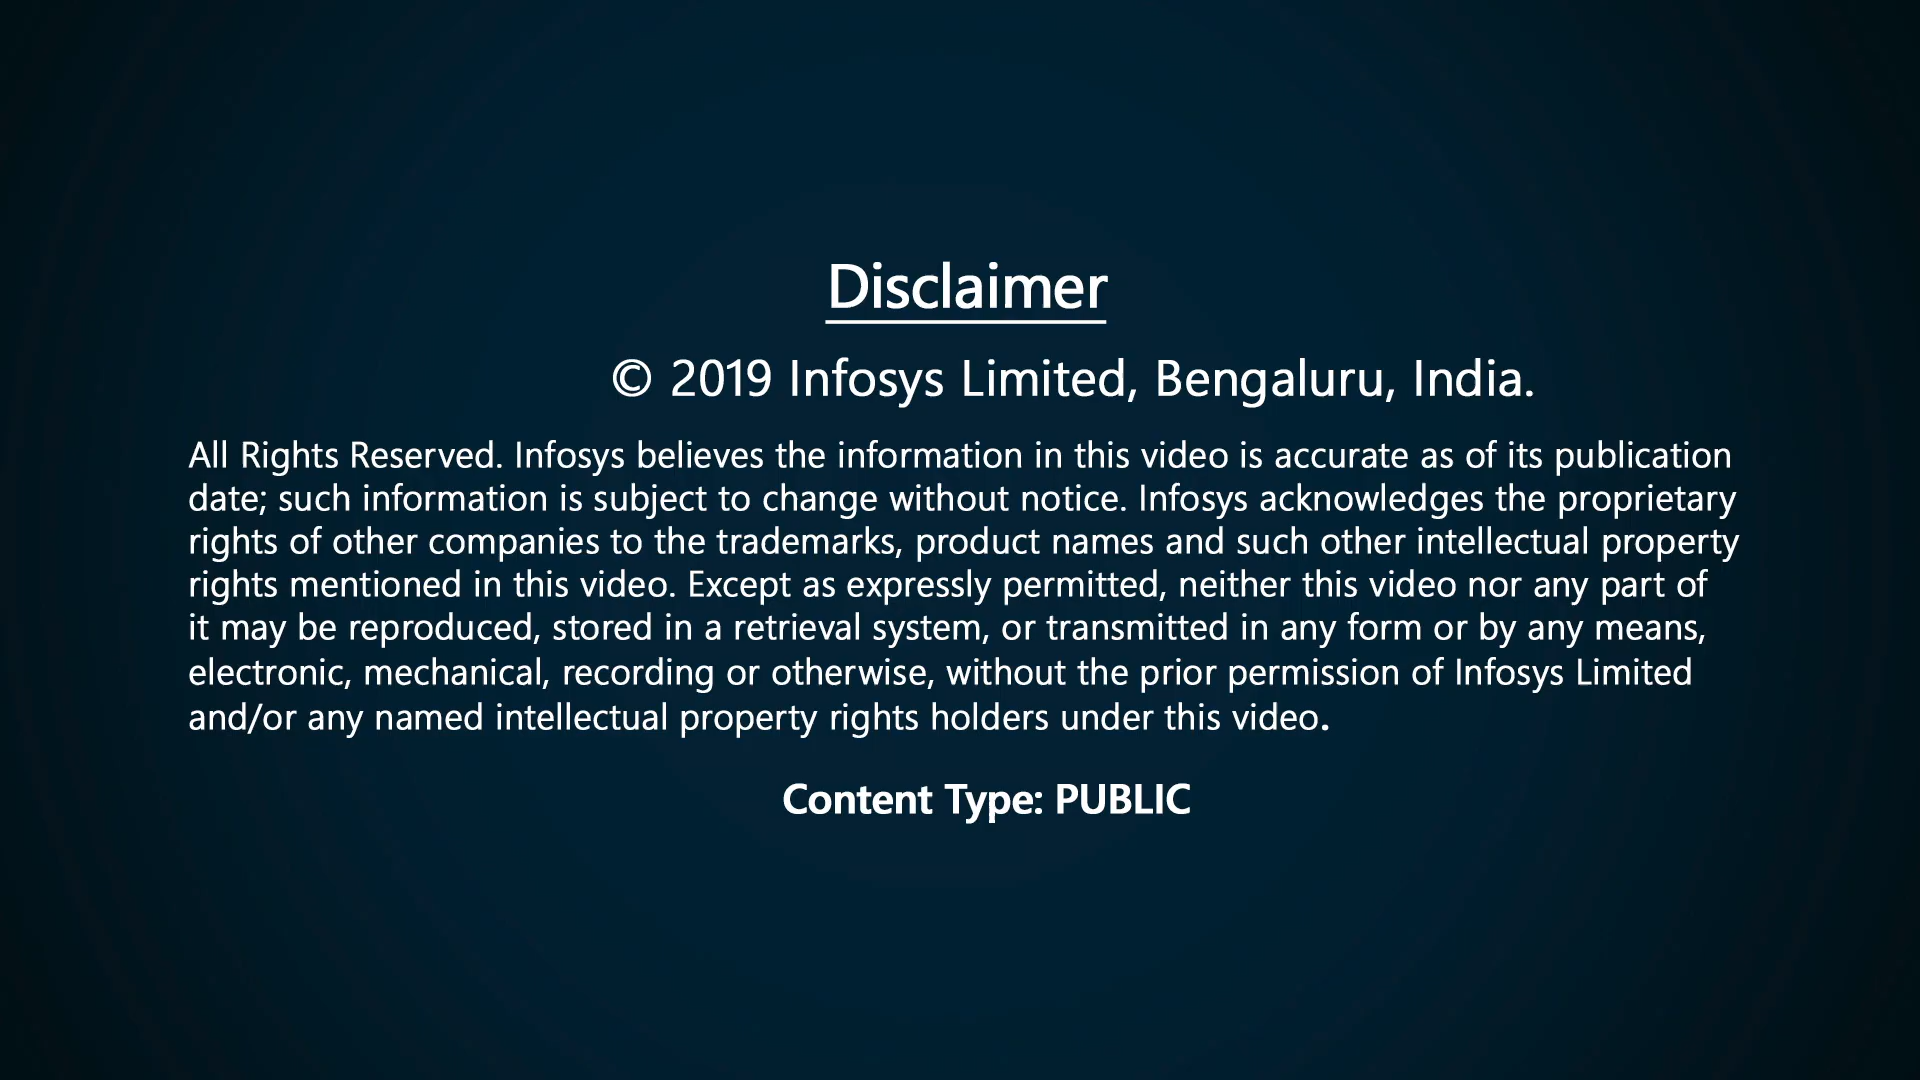 Disclaimer
© 2019 Infosys Limited, Bengaluru, India.
All Rights Reserved. Infosys believes the information in this video is accurate as of its publication
date; such information is subject to change without notice. Infosys acknowledges the proprietary
rights of other companies to the trademarks, product names and such other intellectual property
rights mentioned in this video. Except as expressly permitted, neither this video nor any part of
it may be reproduced, stored in a retrieval system, or transmitted in any form or by any means,
electronic, mechanical, recording or otherwise, without the prior permission of Infosys Limited
and/or any named intellectual property rights holders under this video.
Content Type: PUBLIC